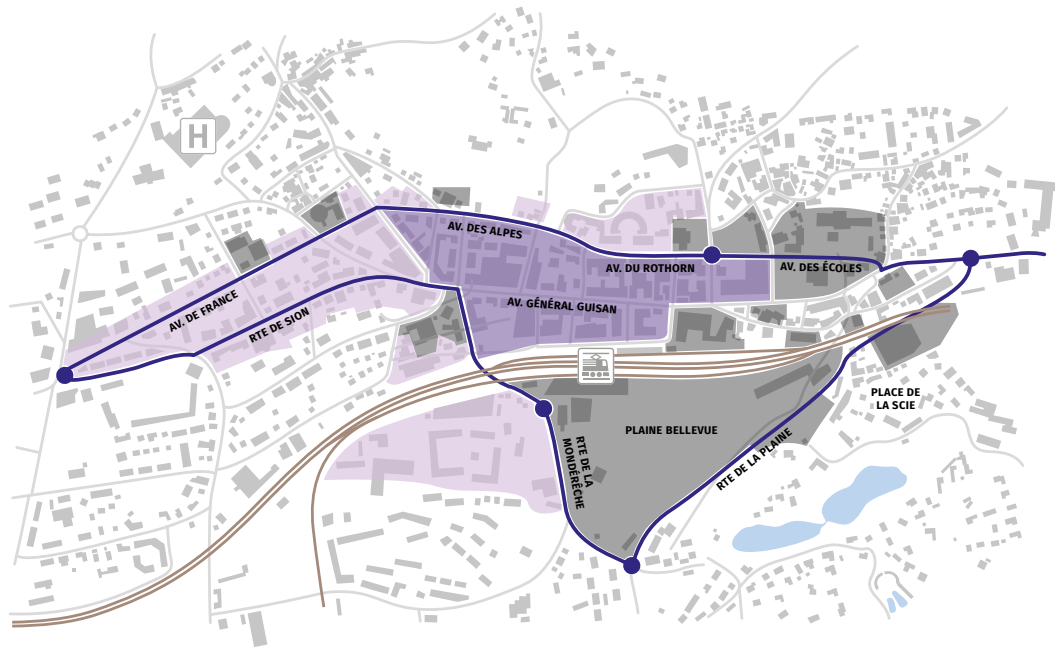 H
AV. DES ALPES
AV. DU ROTHORN
AV. DES ÉCOLES
AV. DE FRANCE
RTE DE SION
AV. GÉNÉRAL GUISAN
PLACE DE
LA SCIE
PLAINE BELLEVUE
RTE DE LA
MONDÉRÈCHE
RTE DE LA PLAINE